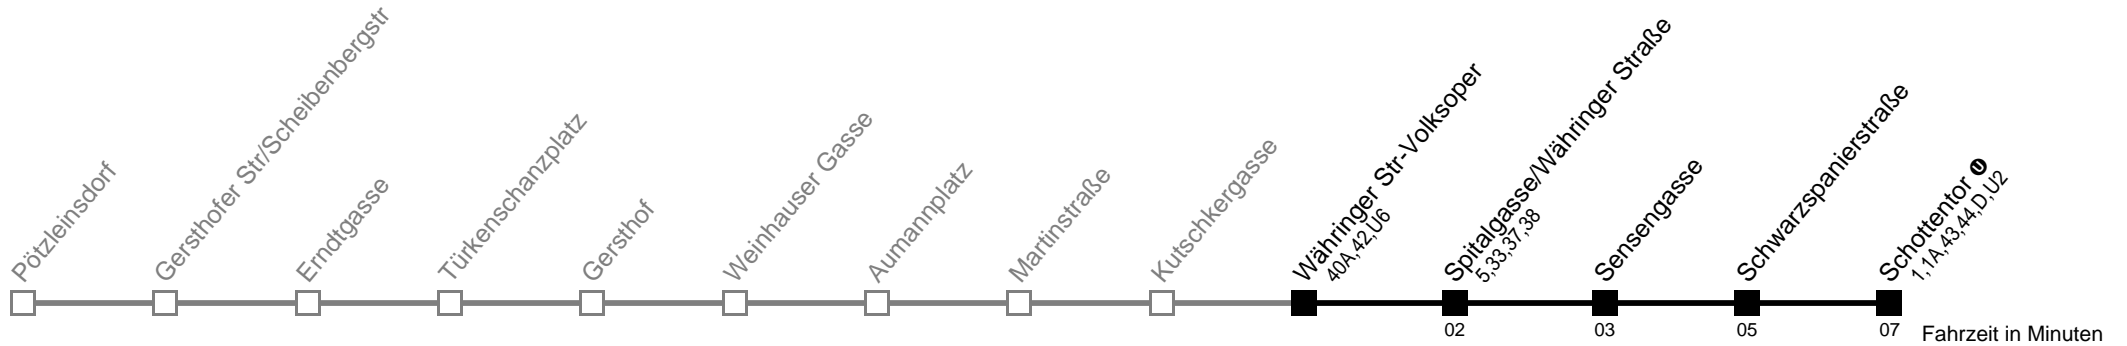 Pötzleinsdorf
Gersthofer Str/Scheibenbergstr
Erndtgasse
Türkenschanzplatz
Gersthof
Weinhauser Gasse
Aumannplatz
Martinstraße
Kutschkergasse
Währinger Str-Volksoper
40A,42,U6
Spitalgasse/Währinger Straße
5,33,37,38
Sensengasse
Schwarzspanierstraße
Schottentor U
1,1A,43,44,D,U2
02
03
05
07
Fahrzeit in Minuten